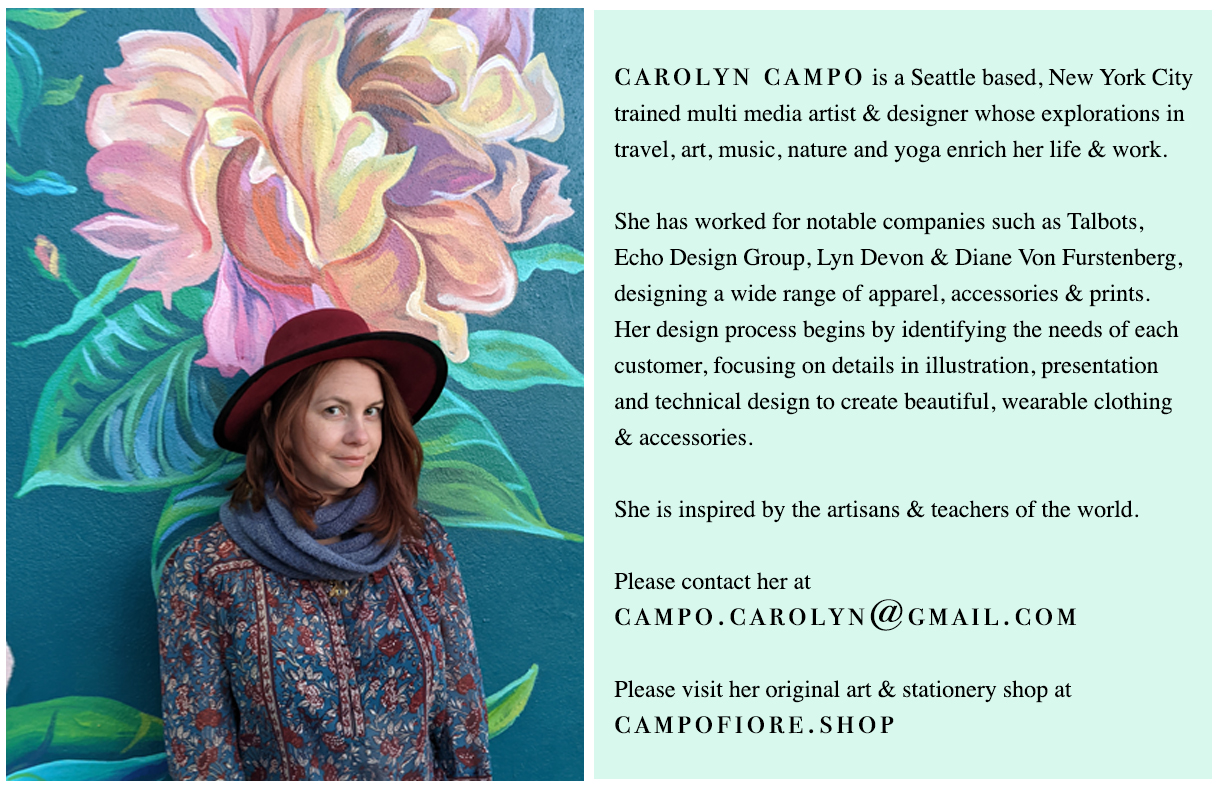 CAROLYN CAMPO is a Seattle based, New York City
trained multi media artist & designer whose explorations in
travel, art, music, nature and yoga enrich her life & work.
She has worked for notable companies such as Talbots,
Echo Design Group, Lyn Devon & Diane Von Furstenberg,
designing a wide range of apparel, accessories & prints.
Her design process begins by identifying the needs of each
customer, focusing on details in illustration, presentation
and technical design to create beautiful, wearable clothing
& accessories.
She is inspired by the artisans & teachers of the world.
Please contact her at
CAMPO.CAROLYN@GMAIL.COM
Please visit her original art & stationery shop at
CAMPOFIORE.SHOP